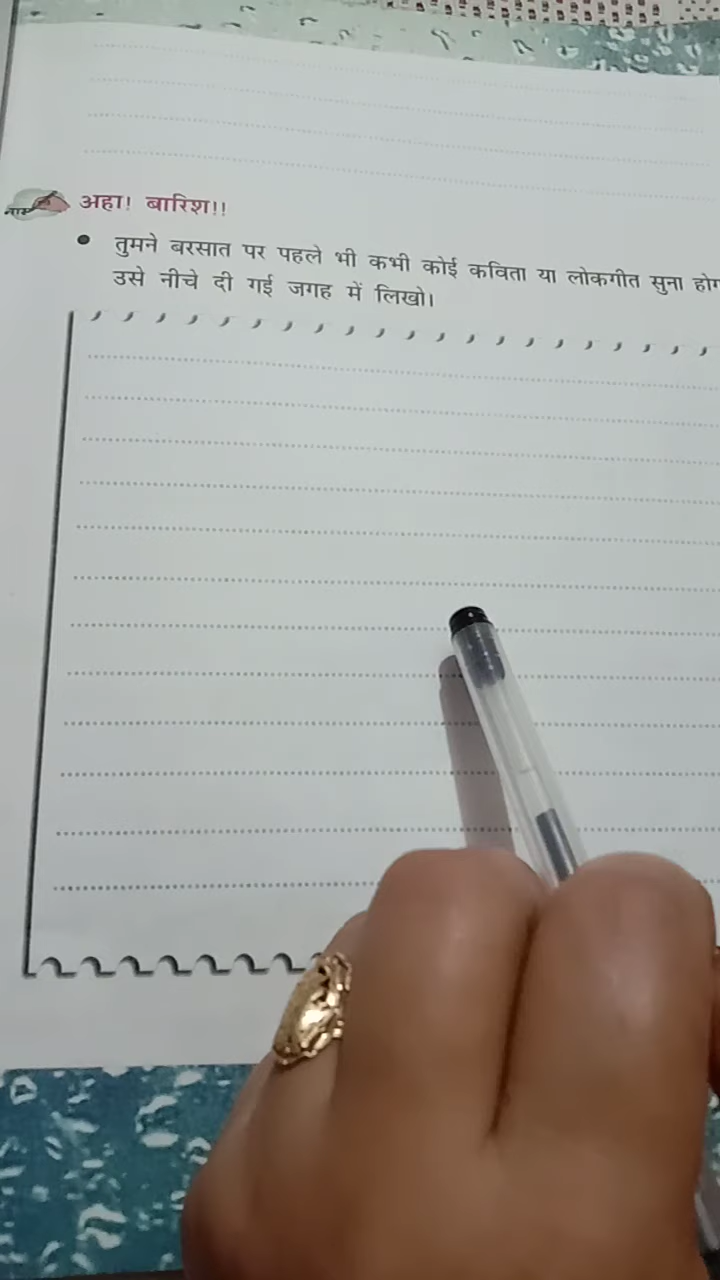 अहा! बारिश!!
तुमने बरसात पर पहले भी कभी कोई कविता या लोकगीत सुना
उसे नीचे दी गई जगह में लिखो।